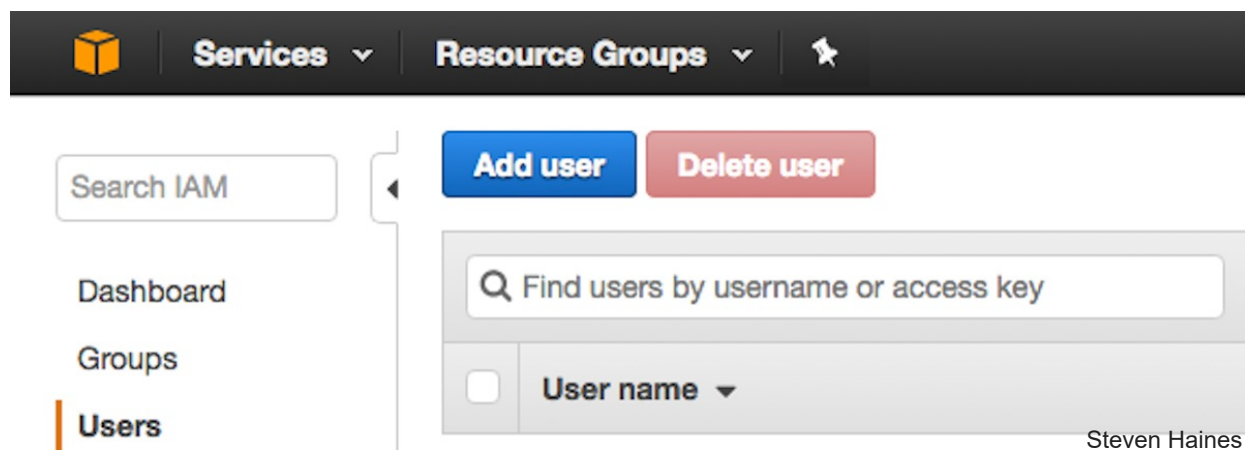 Services
Resource Groups
Search IAM
Add user
Delete user
Find users by username or access key
Dashboard
Groups
Users
User name
Steven Haines